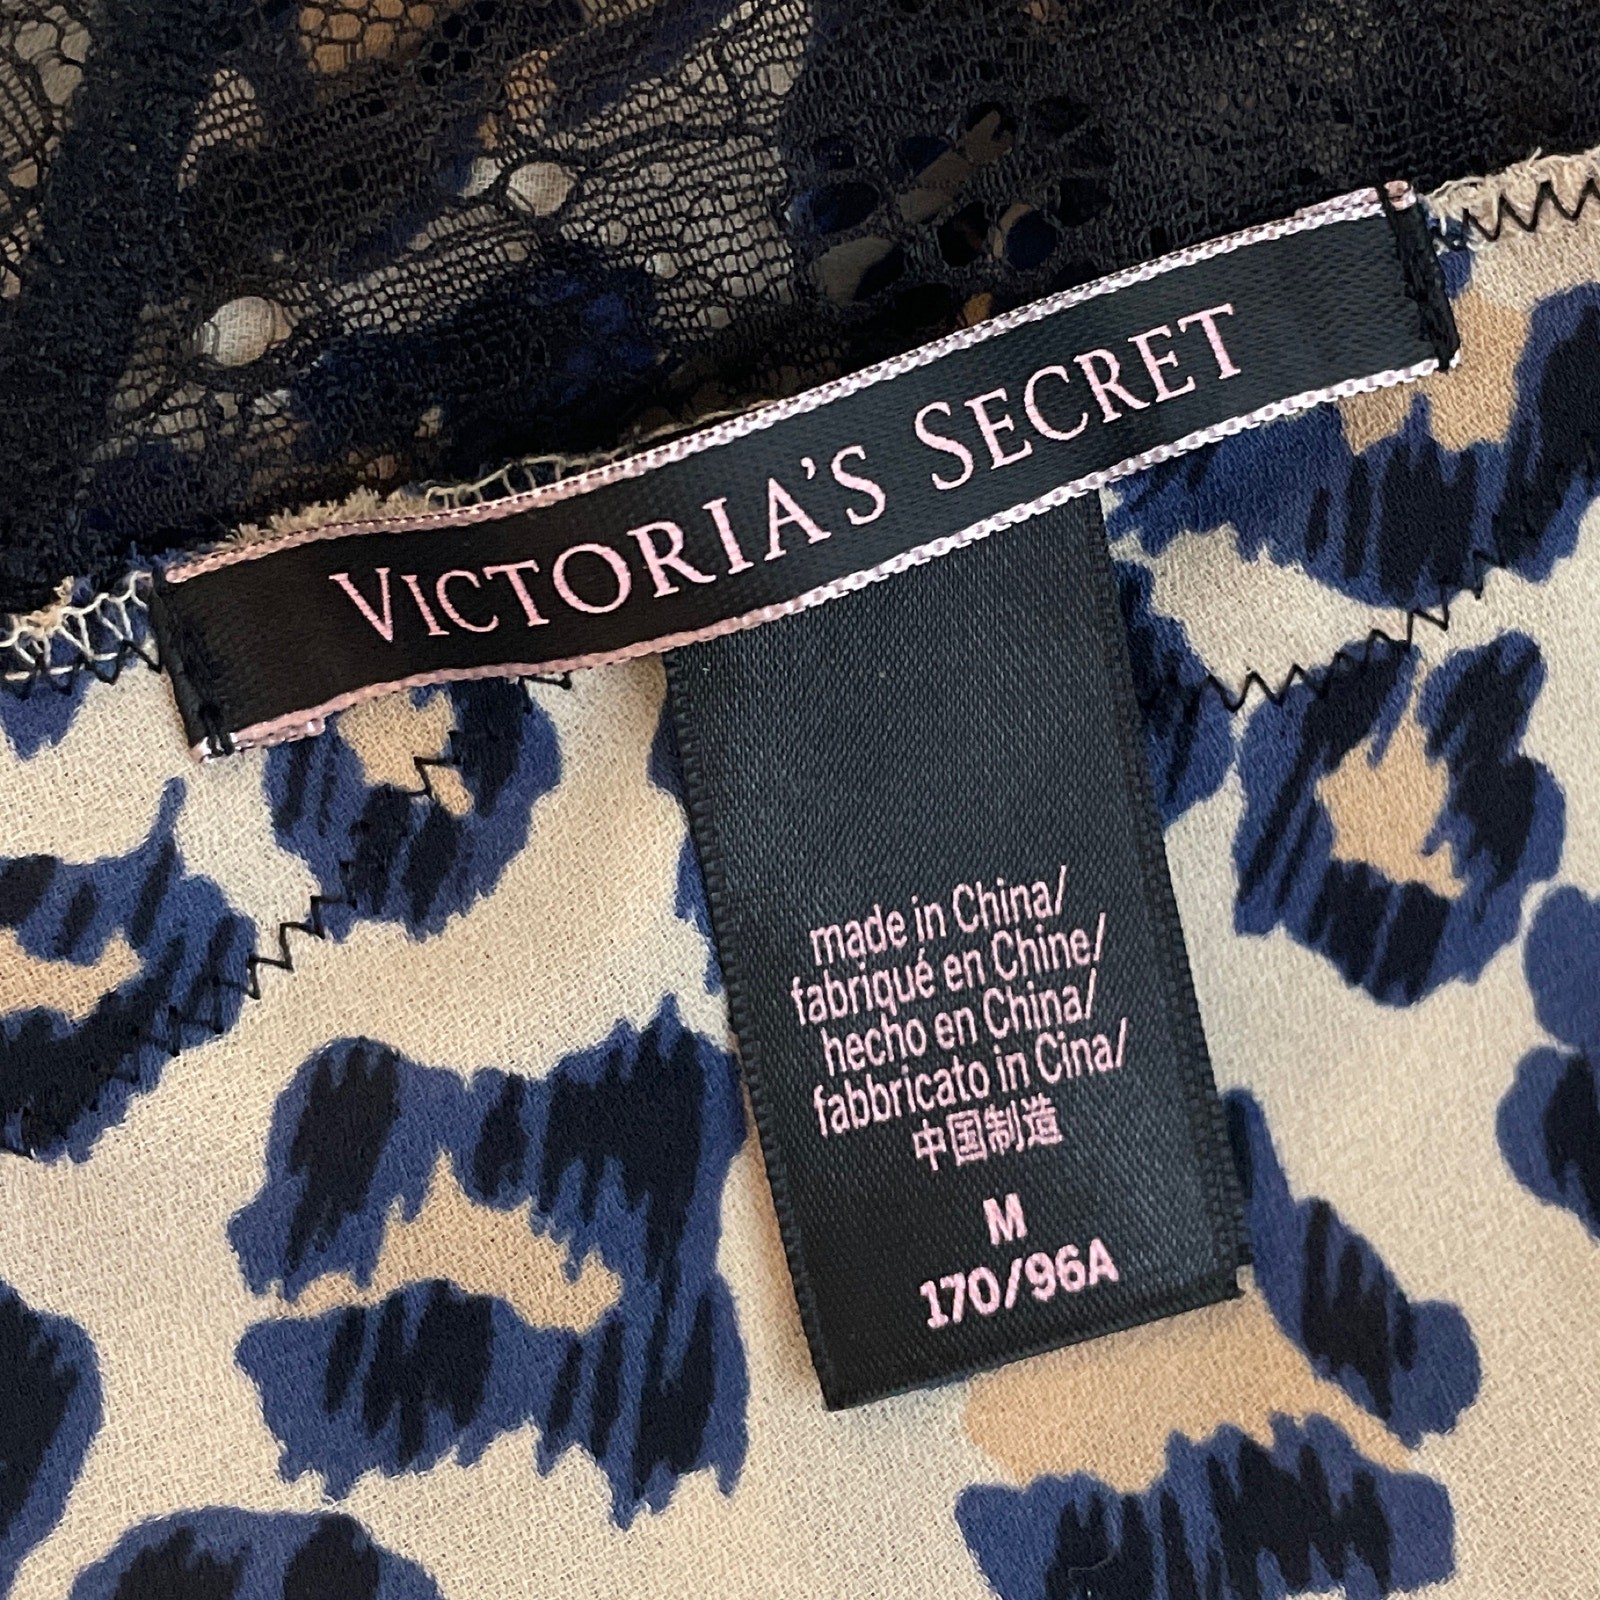 VICTORIA'S SECRET
made in China/
fabriqué en Chine/
hecho en China/
fabbricato in Cina/
中国制造
M
170/96A